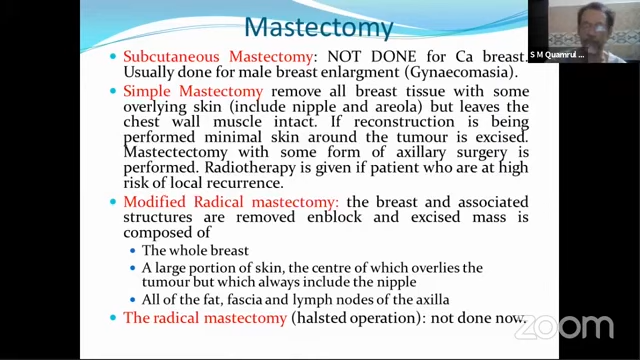 Mastectomy
Subcutaneous Mastectomy: NOT DONE for Ca breast.
Usually done for male breast enlargment (Gynaecomasia).
Simple Mastectomy remove all breast tissue with some
overlying skin (include nipple and areola) but leaves the
chest wall muscle intact. If reconstruction is being
performed minimal skin around the tumour is excised.
Mastectectomy with some form of axillary surgery is
performed. Radiotherapy is given if patient who are at high
risk of local recurrence.
Modified Radical mastectomy: the breast and associated
structures are removed enblock and excised mass is
composed of
The whole breast
A large portion of skin, the centre of which overlies the
tumour but which always include the nipple
All of the fat, fascia and lymph nodes of the axilla
The radical mastectomy (halsted operation): not done now.
S M Quamrul ...
zoom